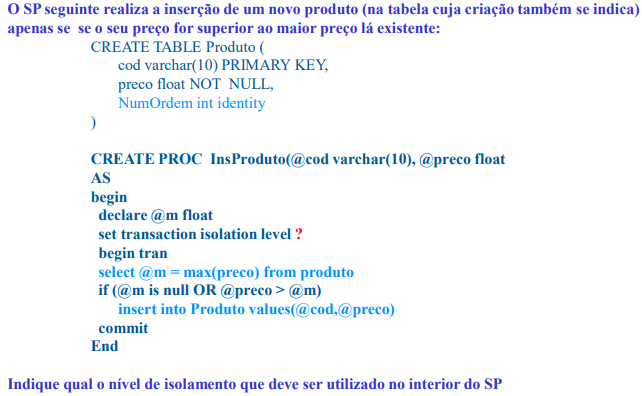 O SP seguinte realiza a inserção de um novo produto (na tabela cuja criação também se indica)
apenas se se o seu preço for superior ao maior preço lá existente:
CREATE TABLE Produto (
cod varchar(10) PRIMARY KEY,
preco float NOT NULL,
NumOrdem int identity
)
CREATE PROC InsProduto(@cod varchar(10), @preco float
AS
begin
declare @m float
set transaction isolation level ?
begin tran
select @m = max(preco) from produto
if (@m is null OR @preco > @m)
insert into Produto values(@cod,@preco)
commit
End
Indique qual o nível de isolamento que deve ser utilizado no interior do SP